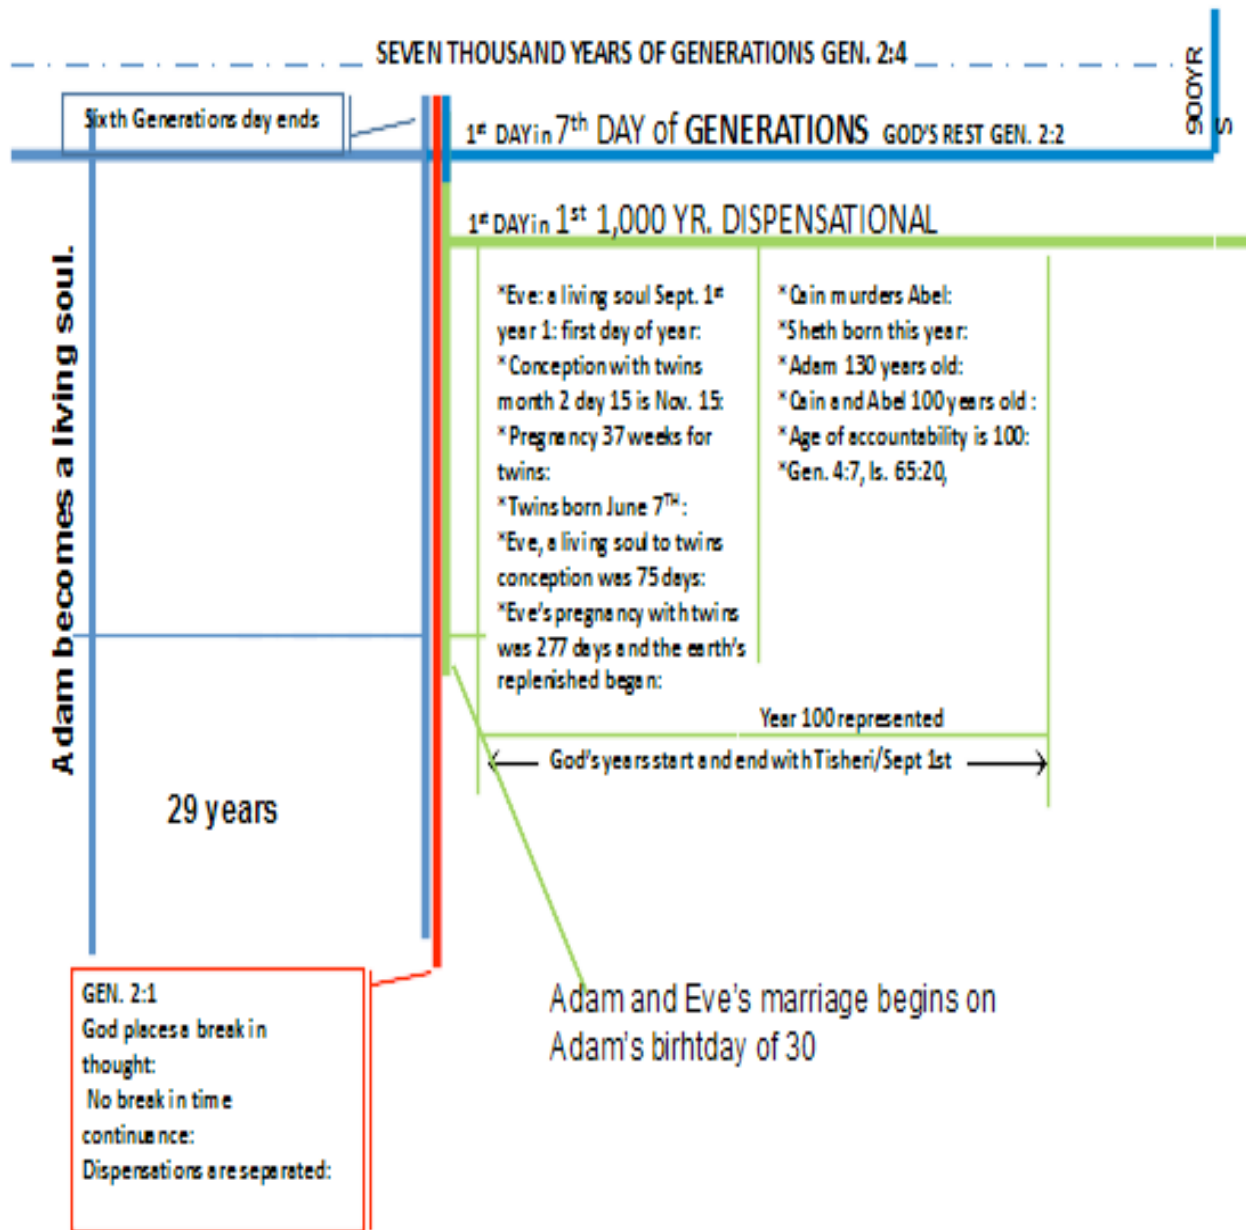 SEVEN THOUSAND YEARS OF GENERATIONS GEN. 2:4
900YR
S
Sixth Generations day ends
1st DAY in 7th DAY of GENERATIONS GOD'S REST GEN. 2:2
1st DAY in 1st 1,000 YR. DISPENSATIONAL
Adam becomes a living soul.
*Eve: a living soul Sept. 1st
year 1: first day of year:
*Conception with twins
month 2 day 15 is Nov. 15:
*Pregnancy 37 weeks for
twins:
*Twins born June 7TH:
*Eve, a living soul to twins
conception was 75 days:
*Eve's pregnancy with twins
was 277 days and the earth's
replenished began:
*Cain murders Abel:
*Sheth born this year:
*Adam 130 years old:
*Cain and Abel 100 years old :
*Age of accountability is 100:
*Gen. 4:7, Is. 65:20,
Year 100 represented
God's years start and end with Tisheri/Sept 1st
29 years
GEN. 2:1
God places a break in
thought:
No break in time
continuance:
Dispensations are separated:
Adam and Eve's marriage begins on
Adam's birhtday of 30